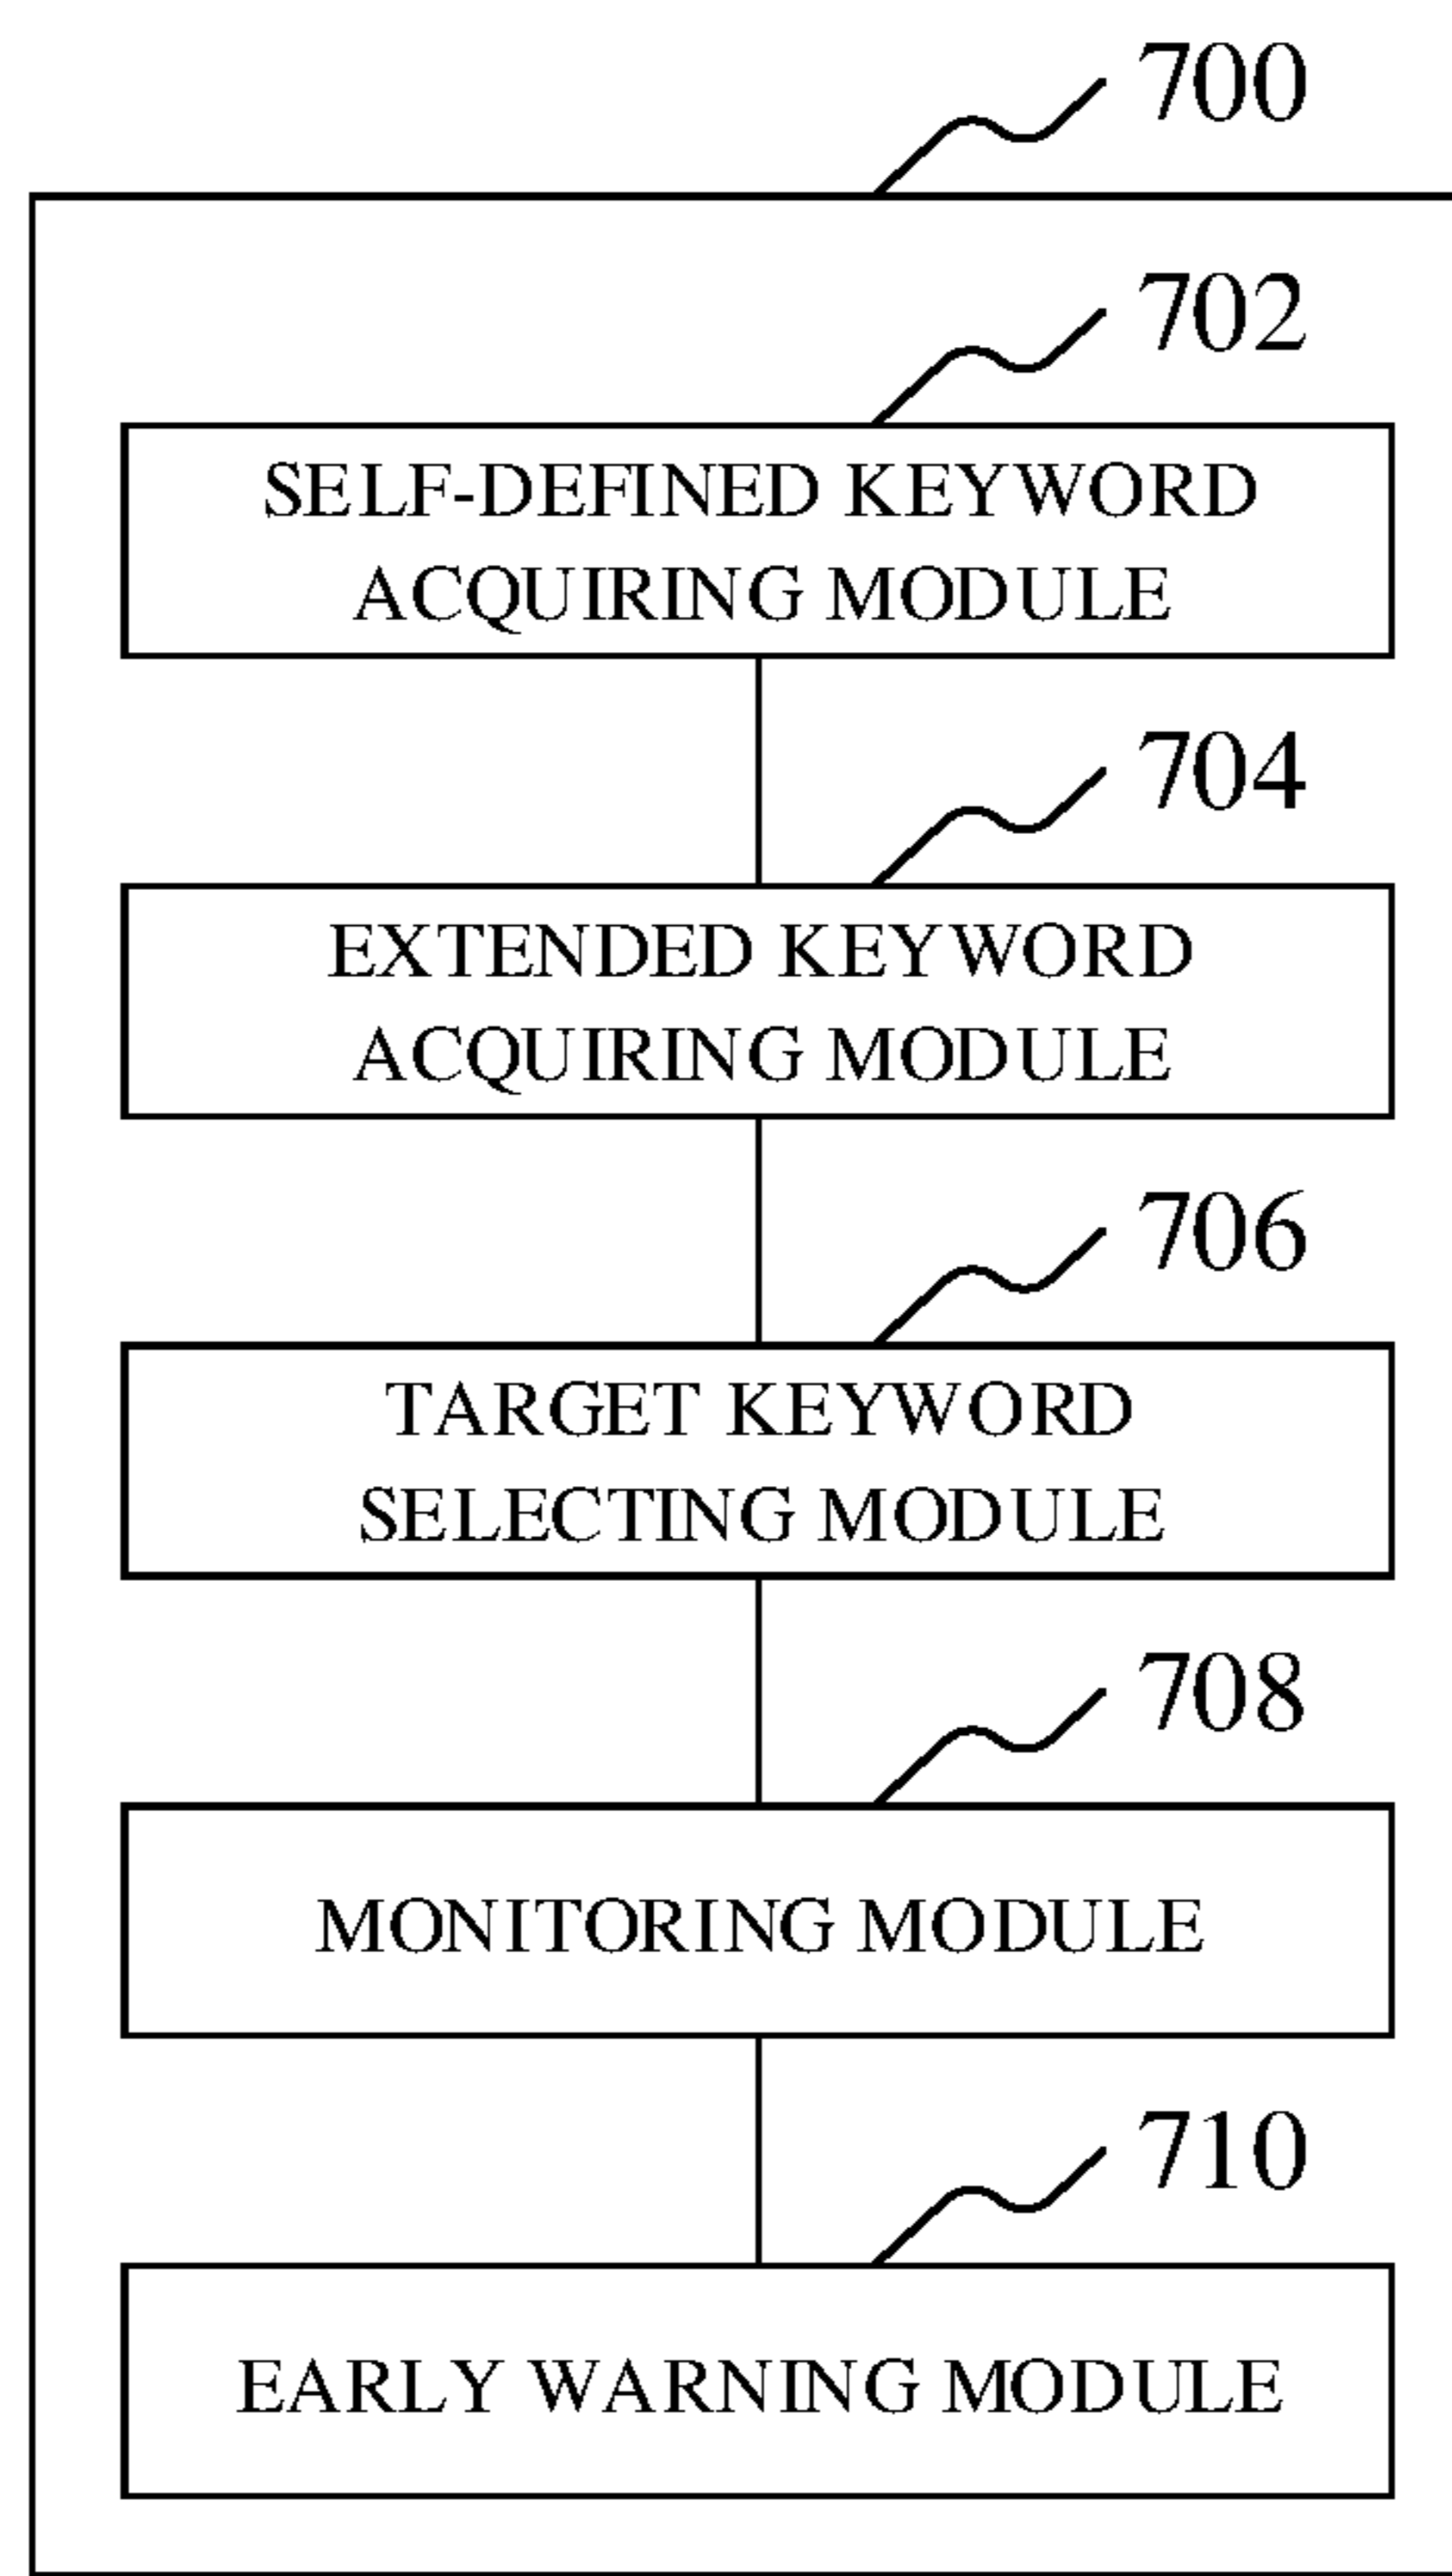 700
702
SELF-DEFINED KEYWORD
ACQUIRING MODULE
704
EXTENDED KEYWORD
ACQUIRING MODULE
706
TARGET KEYWORD
SELECTING MODULE
708
MONITORING MODULE
710
EARLY WARNING MODULE